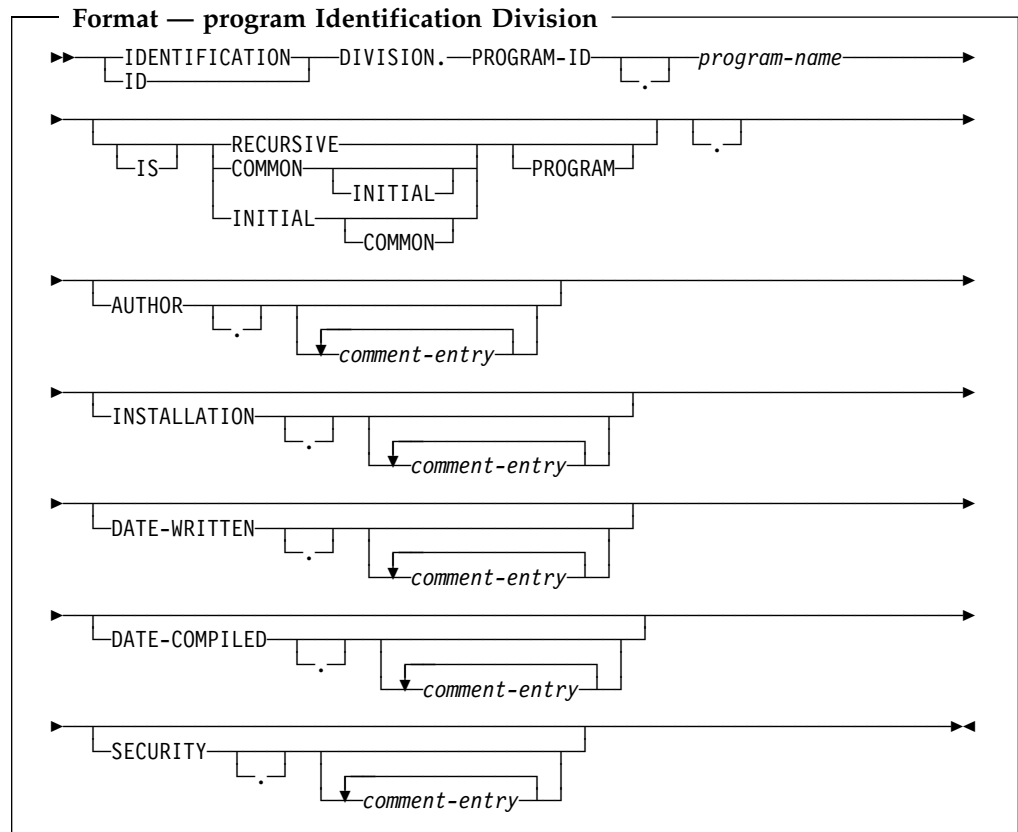 Format — program Identification Division
IDENTIFICATION DIVISION. PROGRAM-ID . program-name
ID
RECURSIVE .
IS COMMON PROGRAM
INITIAL
INITIAL
COMMON
AUTHOR
.
comment-entry
INSTALLATION
.
comment-entry
DATE-WRITTEN
.
comment-entry
DATE-COMPILED
.
comment-entry
SECURITY
.
comment-entry